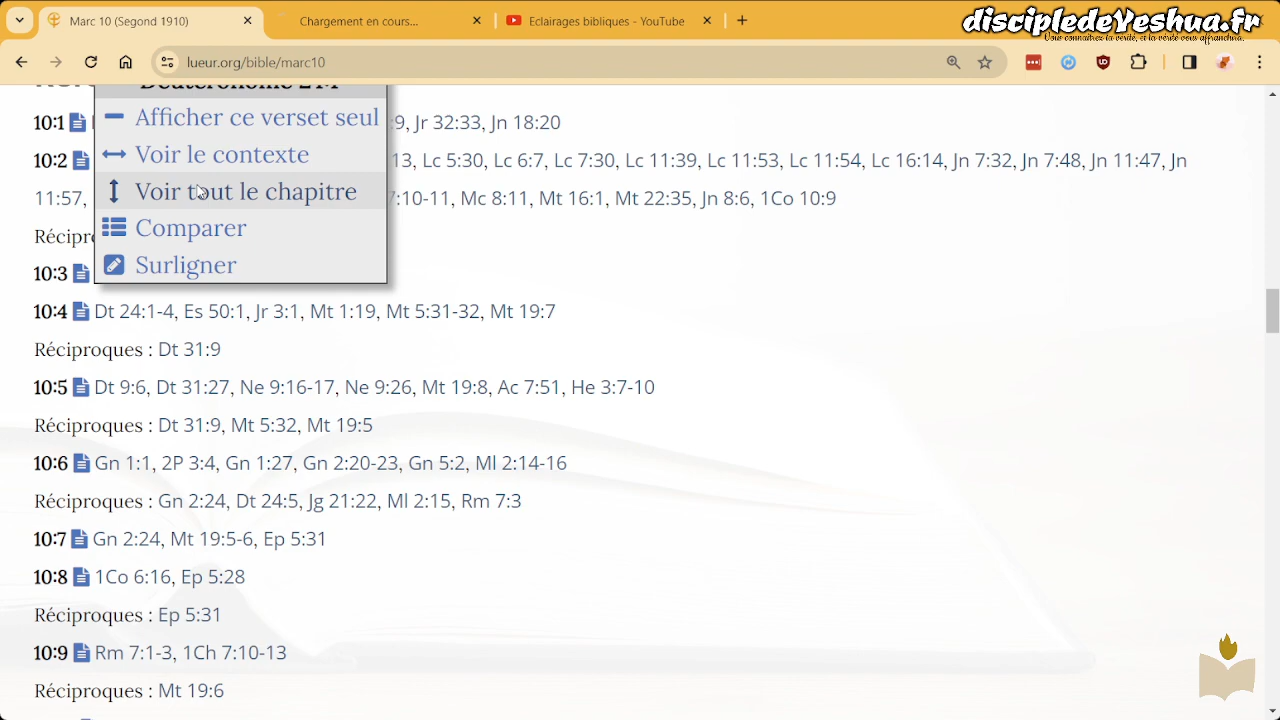 Marc 10 (Segond 1910)
Chargement en cours...
Eclairages bibliques - YouTube
discipledeYeshua.fr
Vous connaîtrez la vérité, et la vérité vous affranchira.
lueur.org/bible/marc10
Afficher ce verset seul
10:1 :9, Jr 32:33, Jn 18:20
Voir le contexte
10:2 13, Lc 5:30, Lc 6:7, Lc 7:30, Lc 11:39, Lc 11:53, Lc 11:54, Lc 16:14, Jn 7:32, Jn 7:48, Jn 11:47, Jn
Voir tout le chapitre
11:57, 7:10-11, Mc 8:11, Mt 16:1, Mt 22:35, Jn 8:6, 1Co 10:9
Comparer
Récipro
Surligner
10:3
10:4 Dt 24:1-4, Es 50:1, Jr 3:1, Mt 1:19, Mt 5:31-32, Mt 19:7
Réciproques : Dt 31:9
10:5 Dt 9:6, Dt 31:27, Ne 9:16-17, Ne 9:26, Mt 19:8, Ac 7:51, He 3:7-10
Réciproques : Dt 31:9, Mt 5:32, Mt 19:5
10:6 Gn 1:1, 2P 3:4, Gn 1:27, Gn 2:20-23, Gn 5:2, Ml 2:14-16
Réciproques : Gn 2:24, Dt 24:5, Jg 21:22, Ml 2:15, Rm 7:3
10:7 Gn 2:24, Mt 19:5-6, Ep 5:31
10:8 1Co 6:16, Ep 5:28
Réciproques : Ep 5:31
10:9 Rm 7:1-3, 1Ch 7:10-13
Réciproques : Mt 19:6